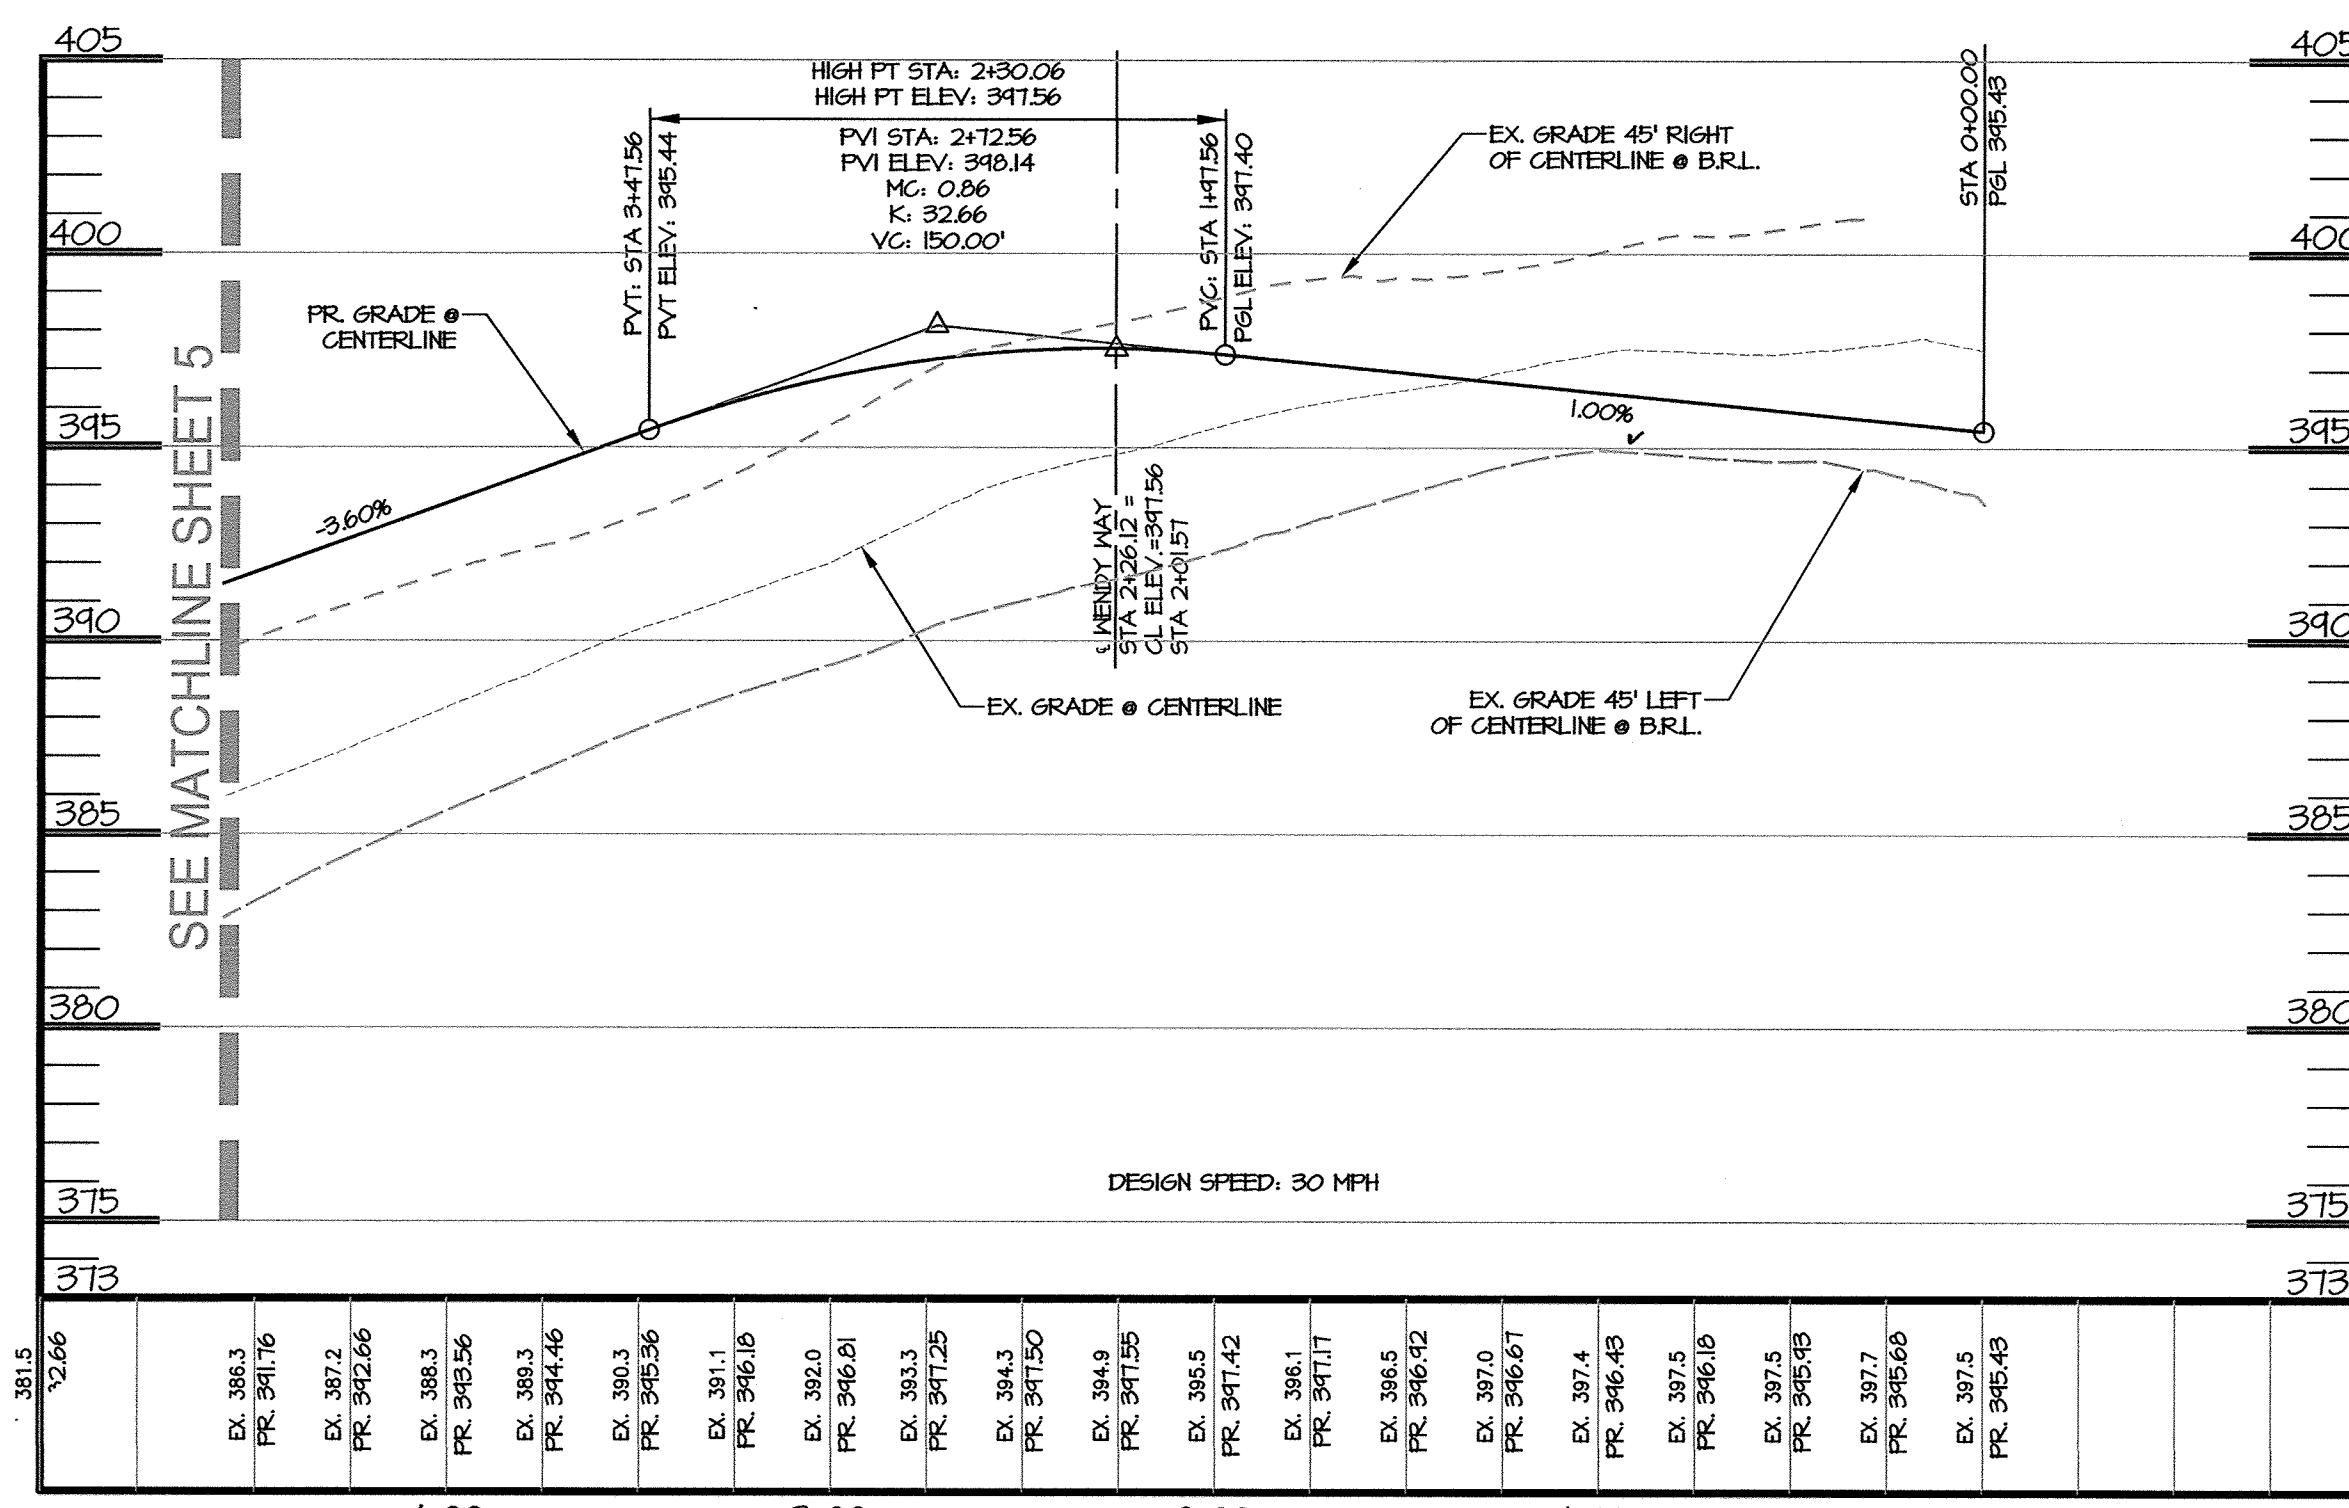 405
405
HIGH PT STA: 2+30.06
HIGH PT ELEV: 397.56
PVI STA: 2+72.56
PVI ELEV: 398.14
MC: 0.86
K: 32.66
VC: 150.00'
PVT: STA 3+47.56
PVT ELEV: 395.44
PVC: STA 1+97.56
PGL ELEV: 397.40
STA 0+00.00
PGL 395.43
EX. GRADE 45' RIGHT
OF CENTERLINE @ B.R.L.
400
400
PR. GRADE @
CENTERLINE
SEE MATCHLINE SHEET 5
395
395
1.00%
-3.60%
℄ WENDY WAY
STA 2+26.12 =
CL ELEV.=397.56
STA 2+01.57
390
390
EX. GRADE @ CENTERLINE
EX. GRADE 45' LEFT
OF CENTERLINE @ B.R.L.
385
385
380
380
DESIGN SPEED: 30 MPH
375
375
373
373
381.5
32.66
EX. 386.3
PR. 391.76
EX. 387.2
PR. 392.66
EX. 388.3
PR. 393.56
EX. 389.3
PR. 394.46
EX. 390.3
PR. 395.36
EX. 391.1
PR. 396.18
EX. 392.0
PR. 396.81
EX. 393.3
PR. 397.25
EX. 394.3
PR. 397.50
EX. 394.9
PR. 397.55
EX. 395.5
PR. 397.42
EX. 396.1
PR. 397.17
EX. 396.5
PR. 396.92
EX. 397.0
PR. 396.67
EX. 397.4
PR. 396.43
EX. 397.5
PR. 396.18
EX. 397.5
PR. 395.93
EX. 397.7
PR. 395.68
EX. 397.5
PR. 395.43